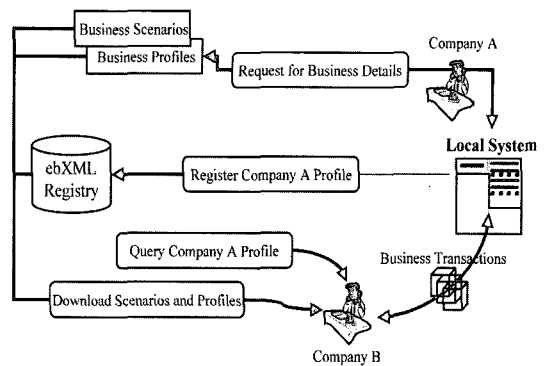 Business Scenarios
Business Profiles
Request for Business Details
Company A
Local System
ebXML
Registry
Register Company A Profile
Query Company A Profile
Business Transactions
Download Scenarios and Profiles
Company B